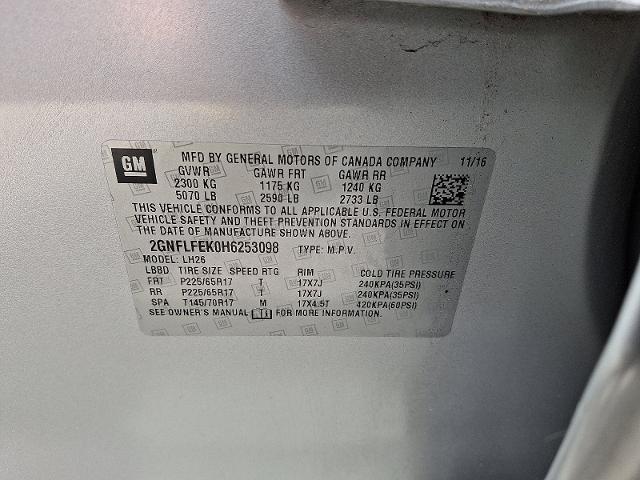 GM
MFD BY GENERAL MOTORS OF CANADA COMPANY 11/16
GVWR GAWR FRT GAWR RR
2300 KG 1175 KG 1240 KG
5070 LB 2590 LB 2733 LB
THIS VEHICLE CONFORMS TO ALL APPLICABLE U.S. FEDERAL MOTOR
VEHICLE SAFETY AND THEFT PREVENTION STANDARDS IN EFFECT ON
THE DATE OF MANUFACTURE SHOWN ABOVE.
2GNFLFEK0H6253098 TYPE: M.P.V.
MODEL: LH26
LBBD TIRE SIZE SPEED RTG RIM COLD TIRE PRESSURE
FRT P225/65R17 T 17X7J 240KPA(35PSI)
RR P225/65R17 T 17X7J 240KPA(35PSI)
SPA T145/70R17 M 17X4.5T 420KPA(60PSI)
SEE OWNER'S MANUAL FOR MORE INFORMATION.